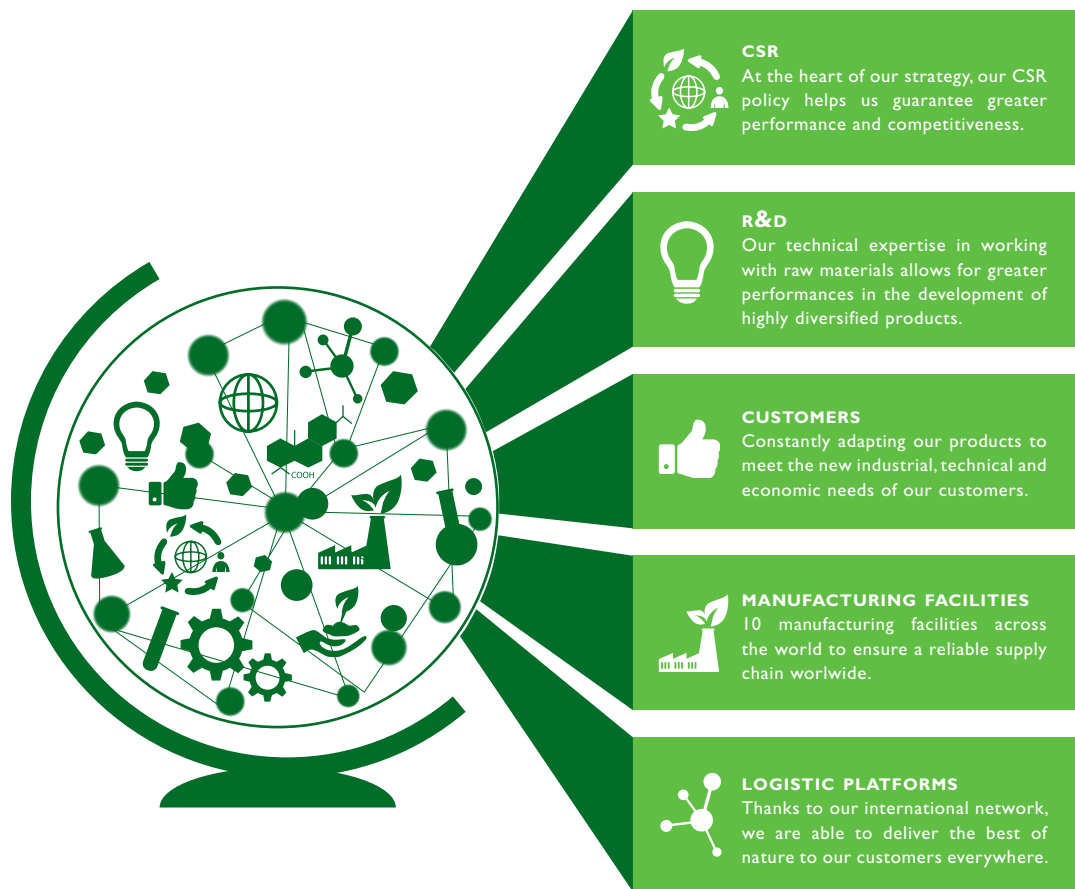 CSR
At the heart of our strategy, our CSR
policy helps us guarantee greater
performance and competitiveness.
R&D
Our technical expertise in working
with raw materials allows for greater
performances in the development of
highly diversified products.
COOH
CUSTOMERS
Constantly adapting our products to
meet the new industrial, technical and
economic needs of our customers.
MANUFACTURING FACILITIES
10 manufacturing facilities across
the world to ensure a reliable supply
chain worlwide.
LOGISTIC PLATFORMS
Thanks to our international network,
we are able to deliver the best of
nature to our customers everywhere.